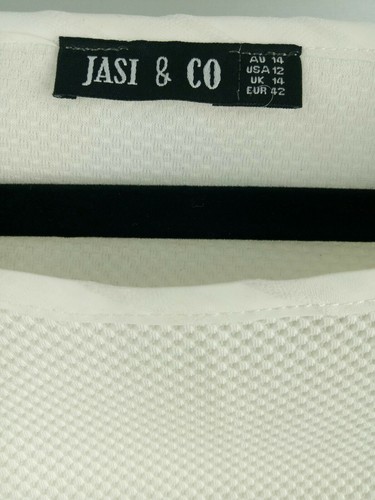 JASI & CO
AU 14
USA 12
UK 14
EUR 42